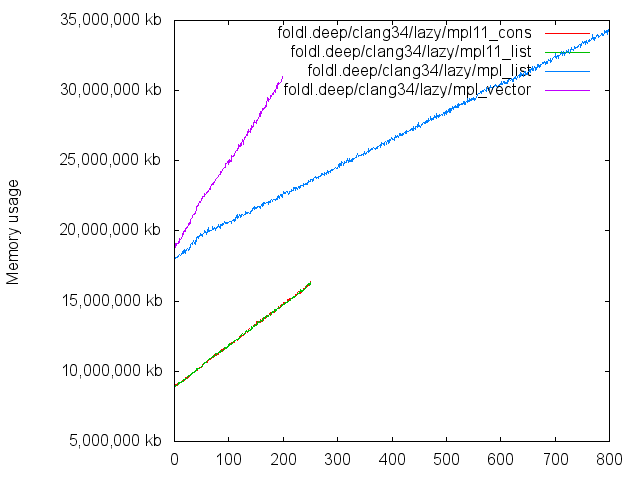 35,000,000 kb
30,000,000 kb
25,000,000 kb
20,000,000 kb
15,000,000 kb
10,000,000 kb
5,000,000 kb
Memory usage
foldl.deep/clang34/lazy/mpl11_cons
foldl.deep/clang34/lazy/mpl11_list
foldl.deep/clang34/lazy/mpl_list
foldl.deep/clang34/lazy/mpl_vector
0 100 200 300 400 500 600 700 800